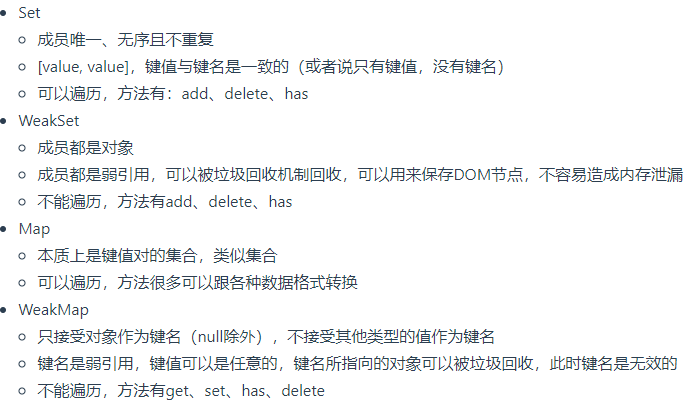 Set
成员唯一、无序且不重复
[value, value]，键值与键名是一致的（或者说只有键值，没有键名）
可以遍历，方法有：add、delete、has
WeakSet
成员都是对象
成员都是弱引用，可以被垃圾回收机制回收，可以用来保存DOM节点，不容易造成内存泄漏
不能遍历，方法有add、delete、has
Map
本质上是键值对的集合，类似集合
可以遍历，方法很多可以跟各种数据格式转换
WeakMap
只接受对象作为键名（null除外），不接受其他类型的值作为键名
键名是弱引用，键值可以是任意的，键名所指向的对象可以被垃圾回收，此时键名是无效的
不能遍历，方法有get、set、has、delete